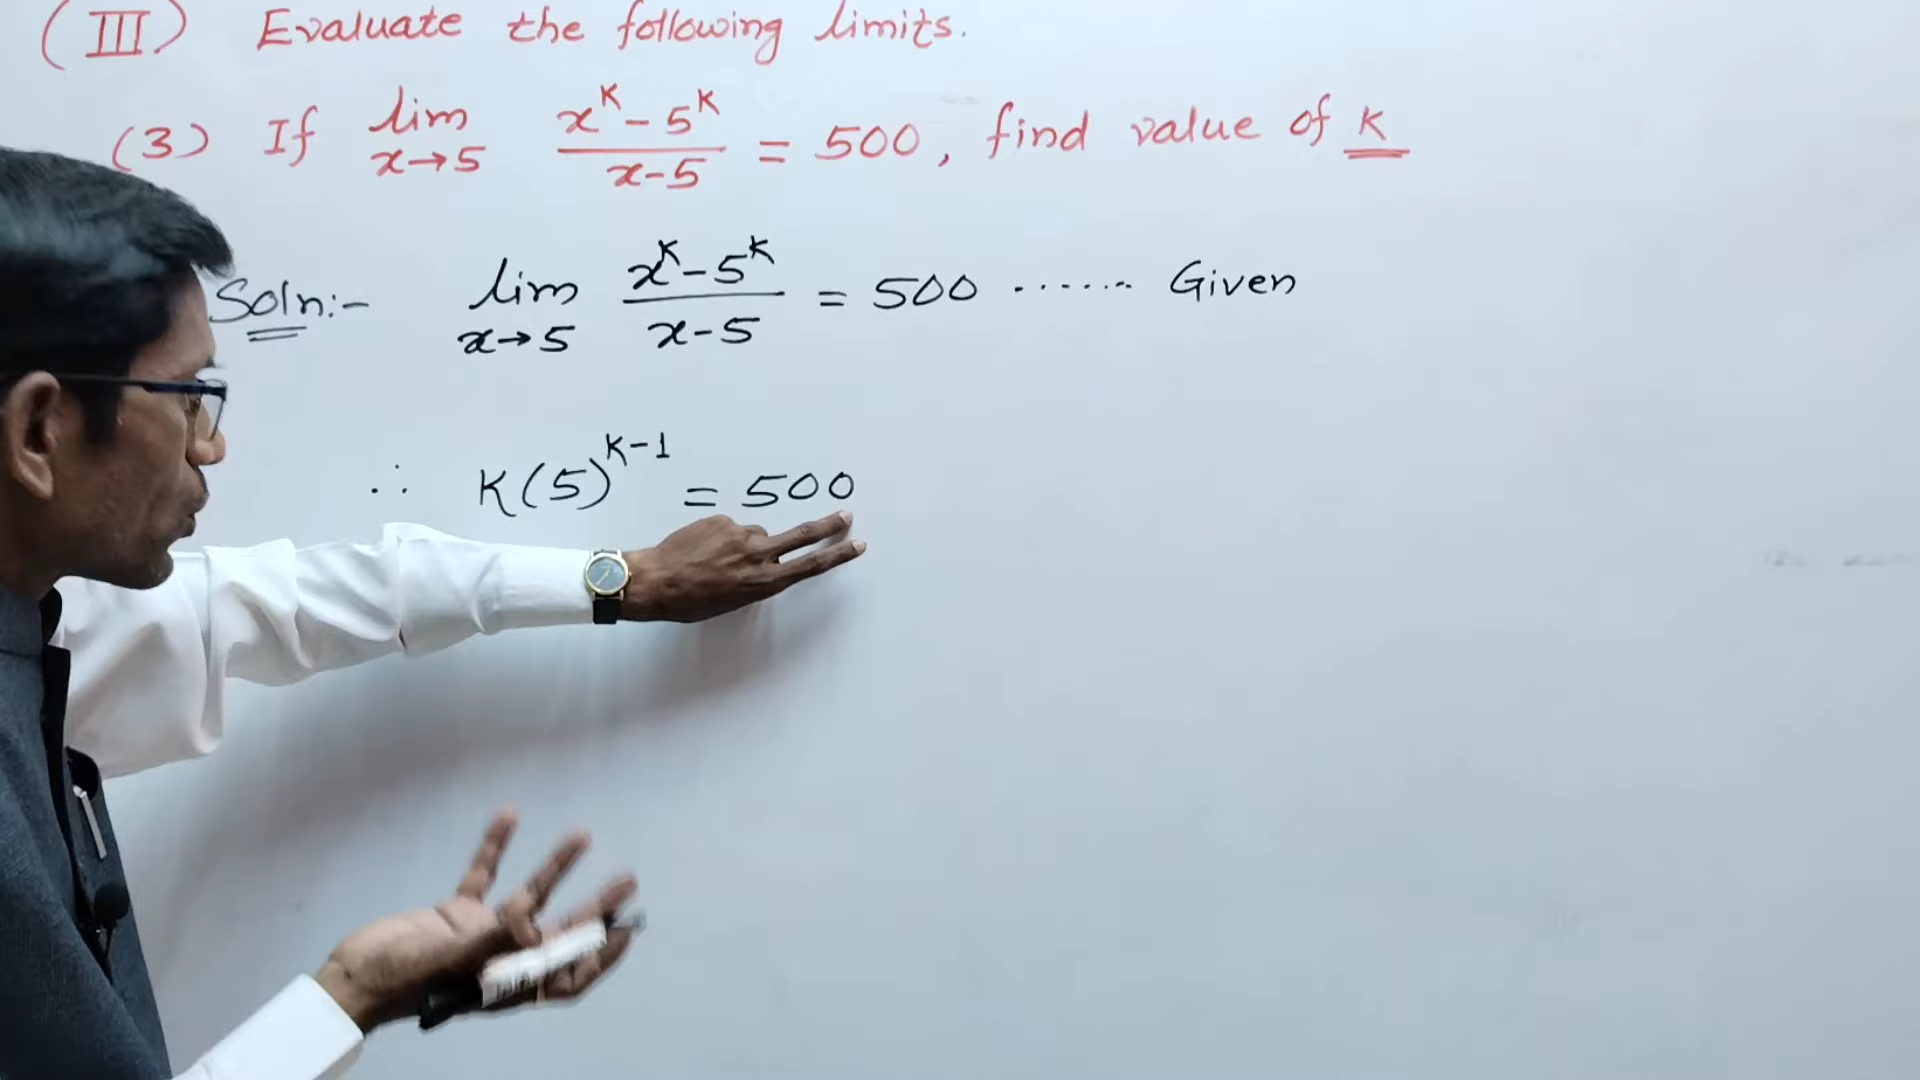 (III) Evaluate the following limits.
(3) If lim x→5 x^k - 5^k / x-5 = 500, find value of k
Soln:- lim x→5 x^k - 5^k / x-5 = 500 ...... Given
∴ k(5)^k-1 = 500